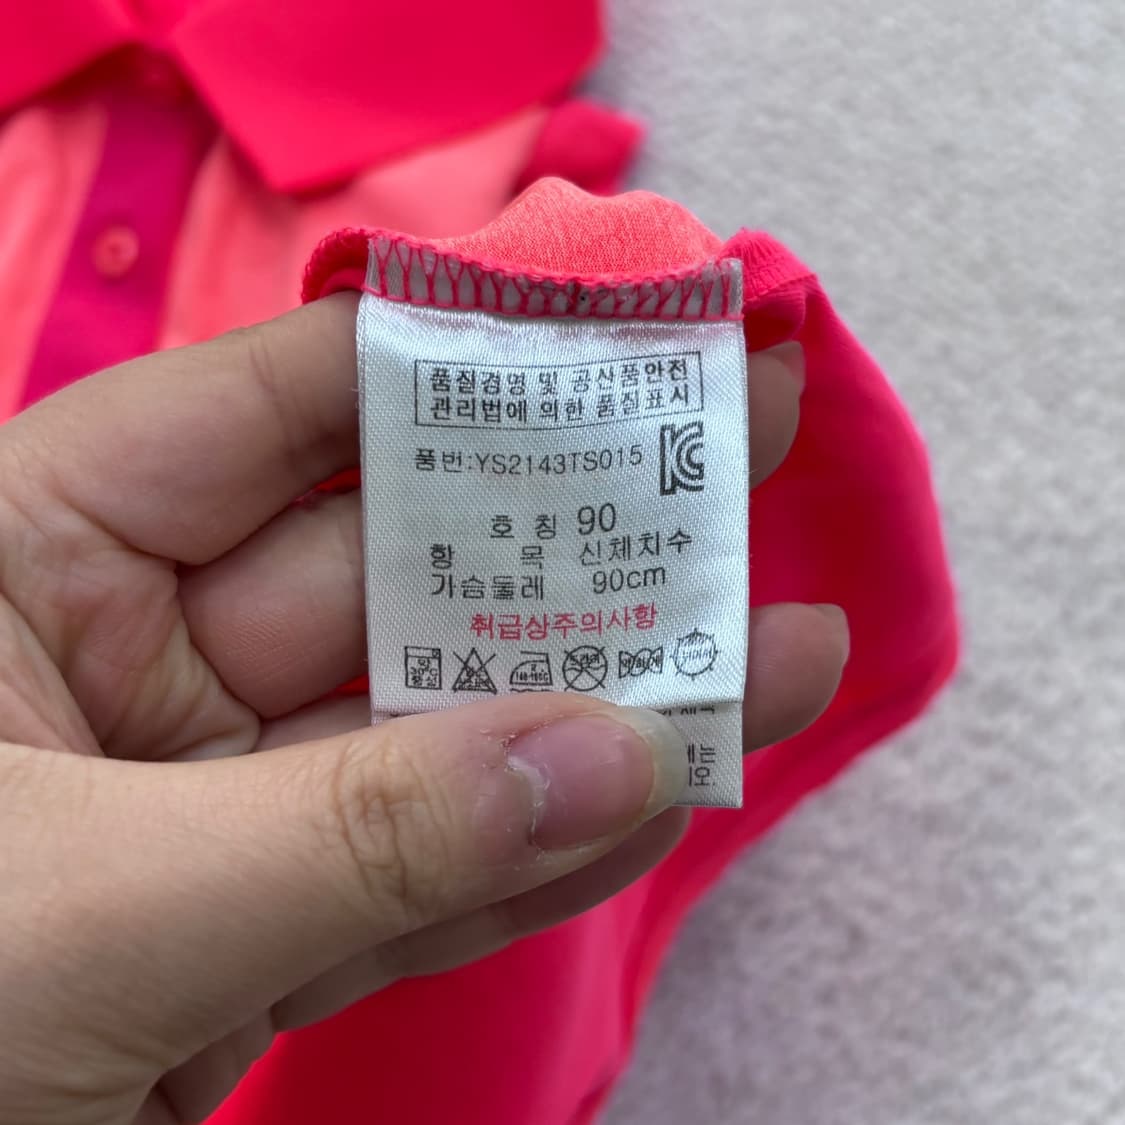 품질경영 및 공산품안전
관리법에 의한 품질표시
품번:YS2143TS015
호 칭 90
항 목 신체치수
가슴둘레 90cm
취급상주의사항